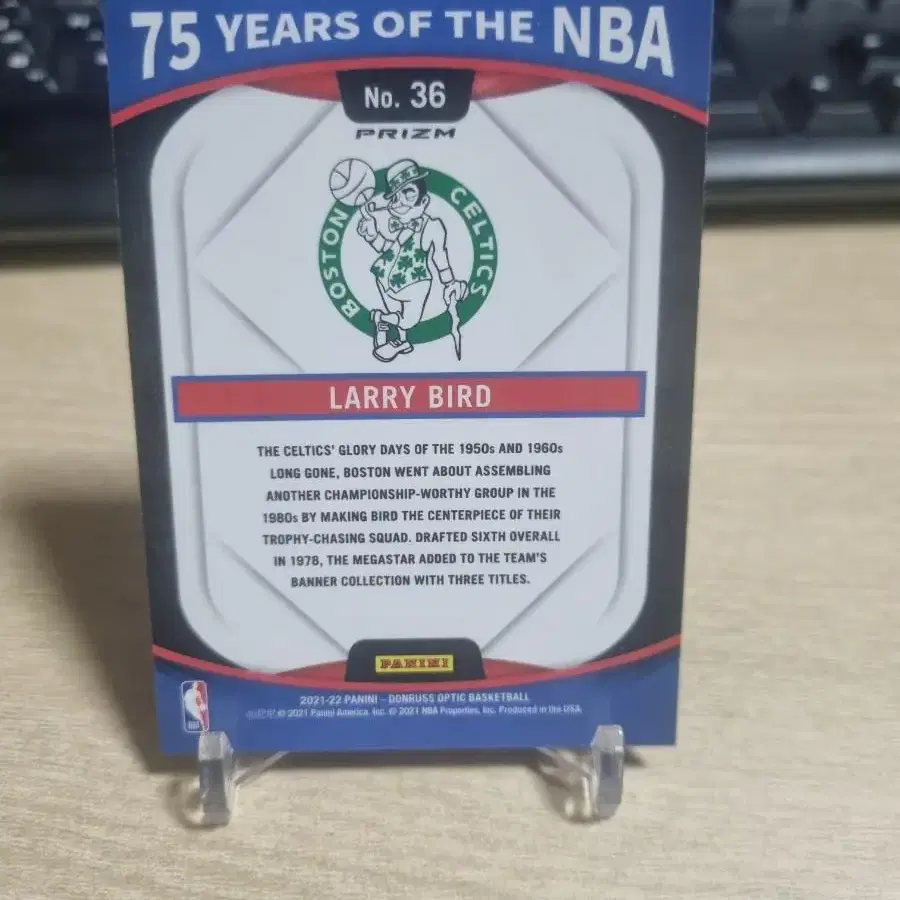 75 YEARS OF THE NBA
No. 36
PRIZM
BOSTON CELTICS
LARRY BIRD
THE CELTICS' GLORY DAYS OF THE 1950s AND 1960s
LONG GONE, BOSTON WENT ABOUT ASSEMBLING
ANOTHER CHAMPIONSHIP-WORTHY GROUP IN THE
1980s BY MAKING BIRD THE CENTERPIECE OF THEIR
TROPHY-CHASING SQUAD. DRAFTED SIXTH OVERALL
IN 1978, THE MEGASTAR ADDED TO THE TEAM'S
BANNER COLLECTION WITH THREE TITLES.
PANINI
2021-22 PANINI - DONRUSS OPTIC BASKETBALL
© 2021 Panini America, Inc. © 2021 NBA Properties, Inc. Produced in the USA.